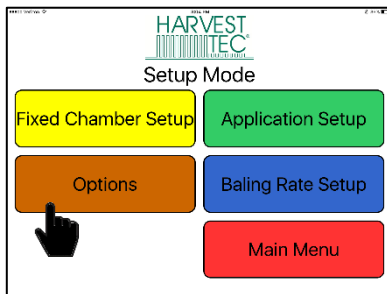 HARVEST
TEC
Setup Mode
Fixed Chamber Setup
Application Setup
Options
Baling Rate Setup
Main Menu